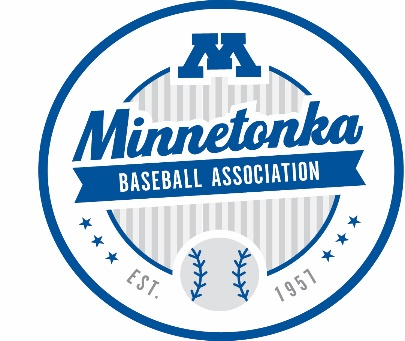 M
Minnetonka
BASEBALL ASSOCIATION
EST. 1957